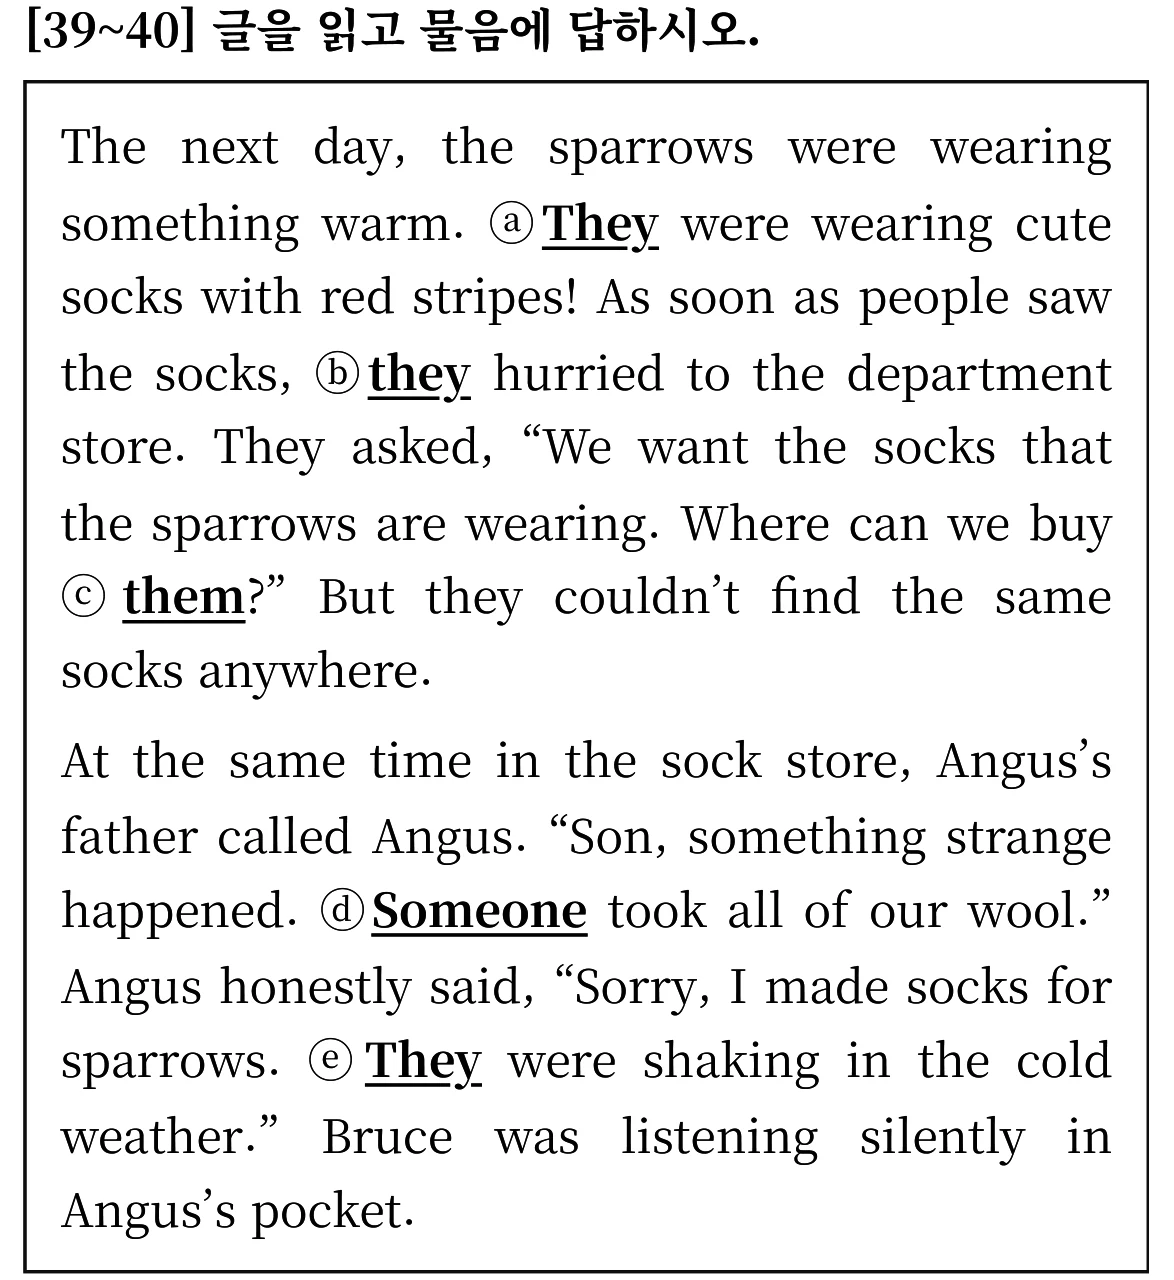 [39~40] 글을 읽고 물음에 답하시오.
The next day, the sparrows were wearing
something warm. ⓐThey were wearing cute
socks with red stripes! As soon as people saw
the socks, ⓑthey hurried to the department
store. They asked, “We want the socks that
the sparrows are wearing. Where can we buy
ⓒ them?” But they couldn’t find the same
socks anywhere.
At the same time in the sock store, Angus’s
father called Angus. “Son, something strange
happened. ⓓSomeone took all of our wool.”
Angus honestly said, “Sorry, I made socks for
sparrows. ⓔThey were shaking in the cold
weather.” Bruce was listening silently in
Angus’s pocket.